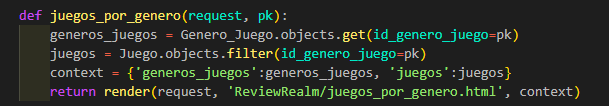 def juegos_por_genero(request, pk):
    generos_juegos = Genero_Juego.objects.get(id_genero_juego=pk)
    juegos = Juego.objects.filter(id_genero_juego=pk)
    context = {'generos_juegos':generos_juegos, 'juegos':juegos}
    return render(request, 'ReviewRealm/juegos_por_genero.html', context)